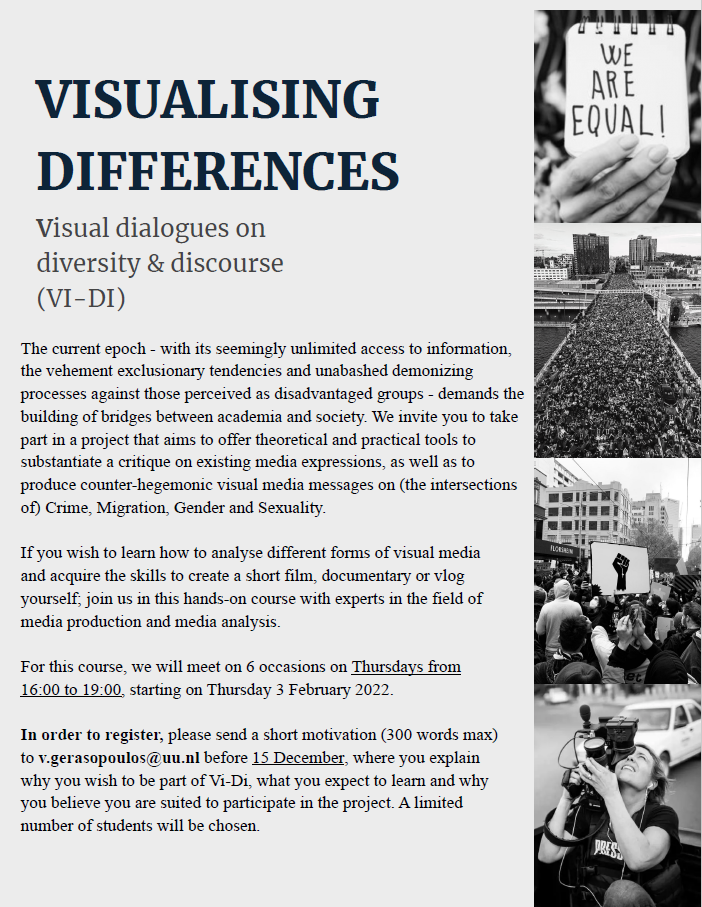 VISUALISING
DIFFERENCES
Visual dialogues on
diversity & discourse
(VI-DI)
The current epoch - with its seemingly unlimited access to information,
the vehement exclusionary tendencies and unabashed demonizing
processes against those perceived as disadvantaged groups - demands the
building of bridges between academia and society. We invite you to take
part in a project that aims to offer theoretical and practical tools to
substantiate a critique on existing media expressions, as well as to
produce counter-hegemonic visual media messages on (the intersections
of) Crime, Migration, Gender and Sexuality.
If you wish to learn how to analyse different forms of visual media
and acquire the skills to create a short film, documentary or vlog
yourself; join us in this hands-on course with experts in the field of
media production and media analysis.
For this course, we will meet on 6 occasions on Thursdays from
16:00 to 19:00, starting on Thursday 3 February 2022.
In order to register, please send a short motivation (300 words max)
to v.gerasopoulos@uu.nl before 15 December, where you explain
why you wish to be part of Vi-Di, what you expect to learn and why
you believe you are suited to participate in the project. A limited
number of students will be chosen.
WE
ARE
EQUAL!
FLORSHEIM
PRESS